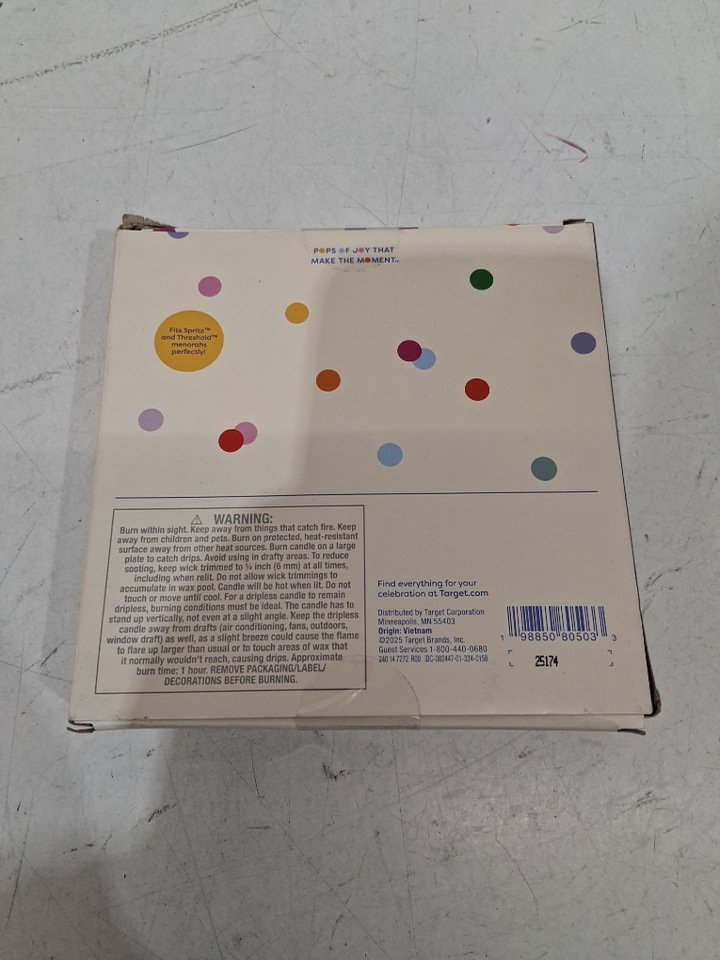 POPS OF JOY THAT
MAKE THE MOMENT™
Fits Spritz™
and Threshold™
menorahs
perfectly!
⚠ WARNING:
Burn within sight. Keep away from things that catch fire. Keep
away from children and pets. Burn on protected, heat-resistant
surface away from other heat sources. Burn candle on a large
plate to catch drips. Avoid using in drafty areas. To reduce
sooting, keep wick trimmed to ¼ inch (6 mm) at all times,
including when relit. Do not allow wick trimmings to
accumulate in wax pool. Candle will be hot when lit. Do not
touch or move until cool. For a dripless candle to remain
dripless, burning conditions must be ideal. The candle has to
stand up vertically, not even at a slight angle. Keep the dripless
candle away from drafts (air conditioning, fans, outdoors,
window draft) as well, as a slight breeze could cause the flame
to flare up larger than usual or to touch areas of wax that
it normally wouldn't reach, causing drips. Approximate
burn time: 1 hour. REMOVE PACKAGING/LABEL/
DECORATIONS BEFORE BURNING.
Find everything for your
celebration at Target.com
Distributed by Target Corporation
Minneapolis, MN 55403
Origin: Vietnam
©2025 Target Brands, Inc.
Guest Services 1-800-440-0680
240 14 7272 R00 IDC-002447-01-334-0158
1 98850 80503 3
25174